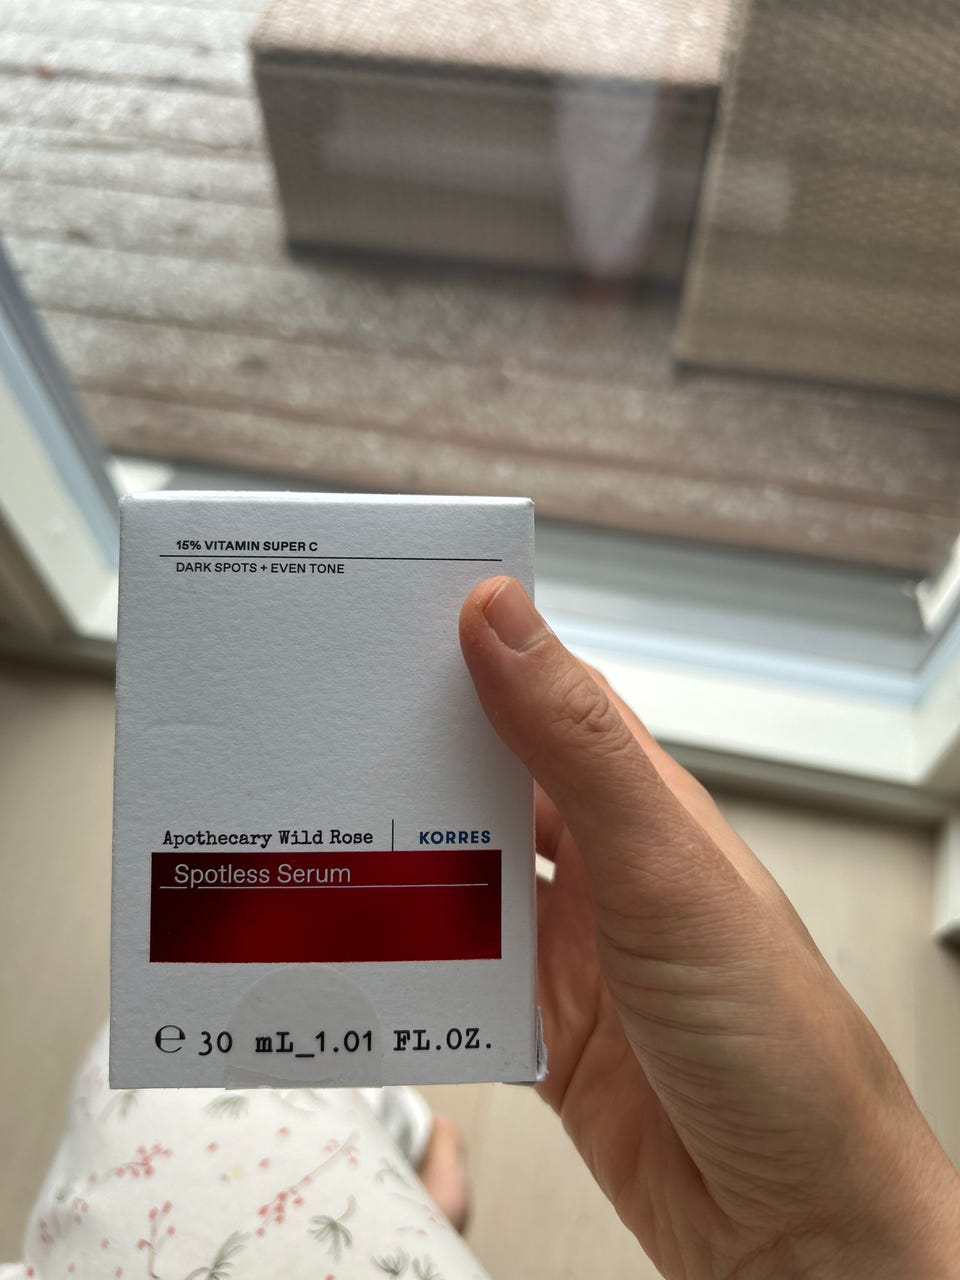 15% VITAMIN SUPER C
DARK SPOTS + EVEN TONE
Apothecary Wild Rose | KORRES
Spotless Serum
℮ 30 mL_1.01 FL.OZ.